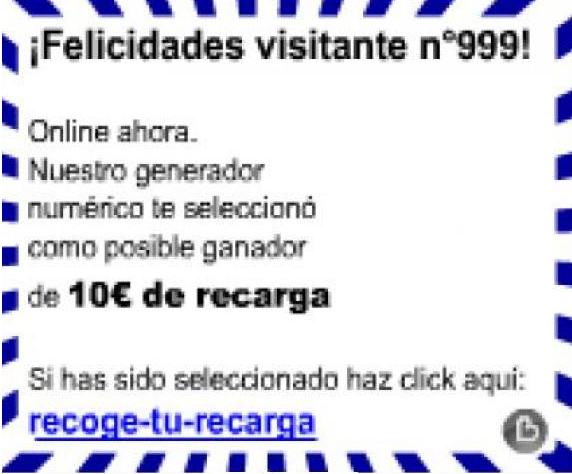 ¡Felicidades visitante n°999!
Online ahora.
Nuestro generador
numérico te seleccionó
como posible ganador
de 10€ de recarga
Si has sido seleccionado haz click aquí:
recoge-tu-recarga